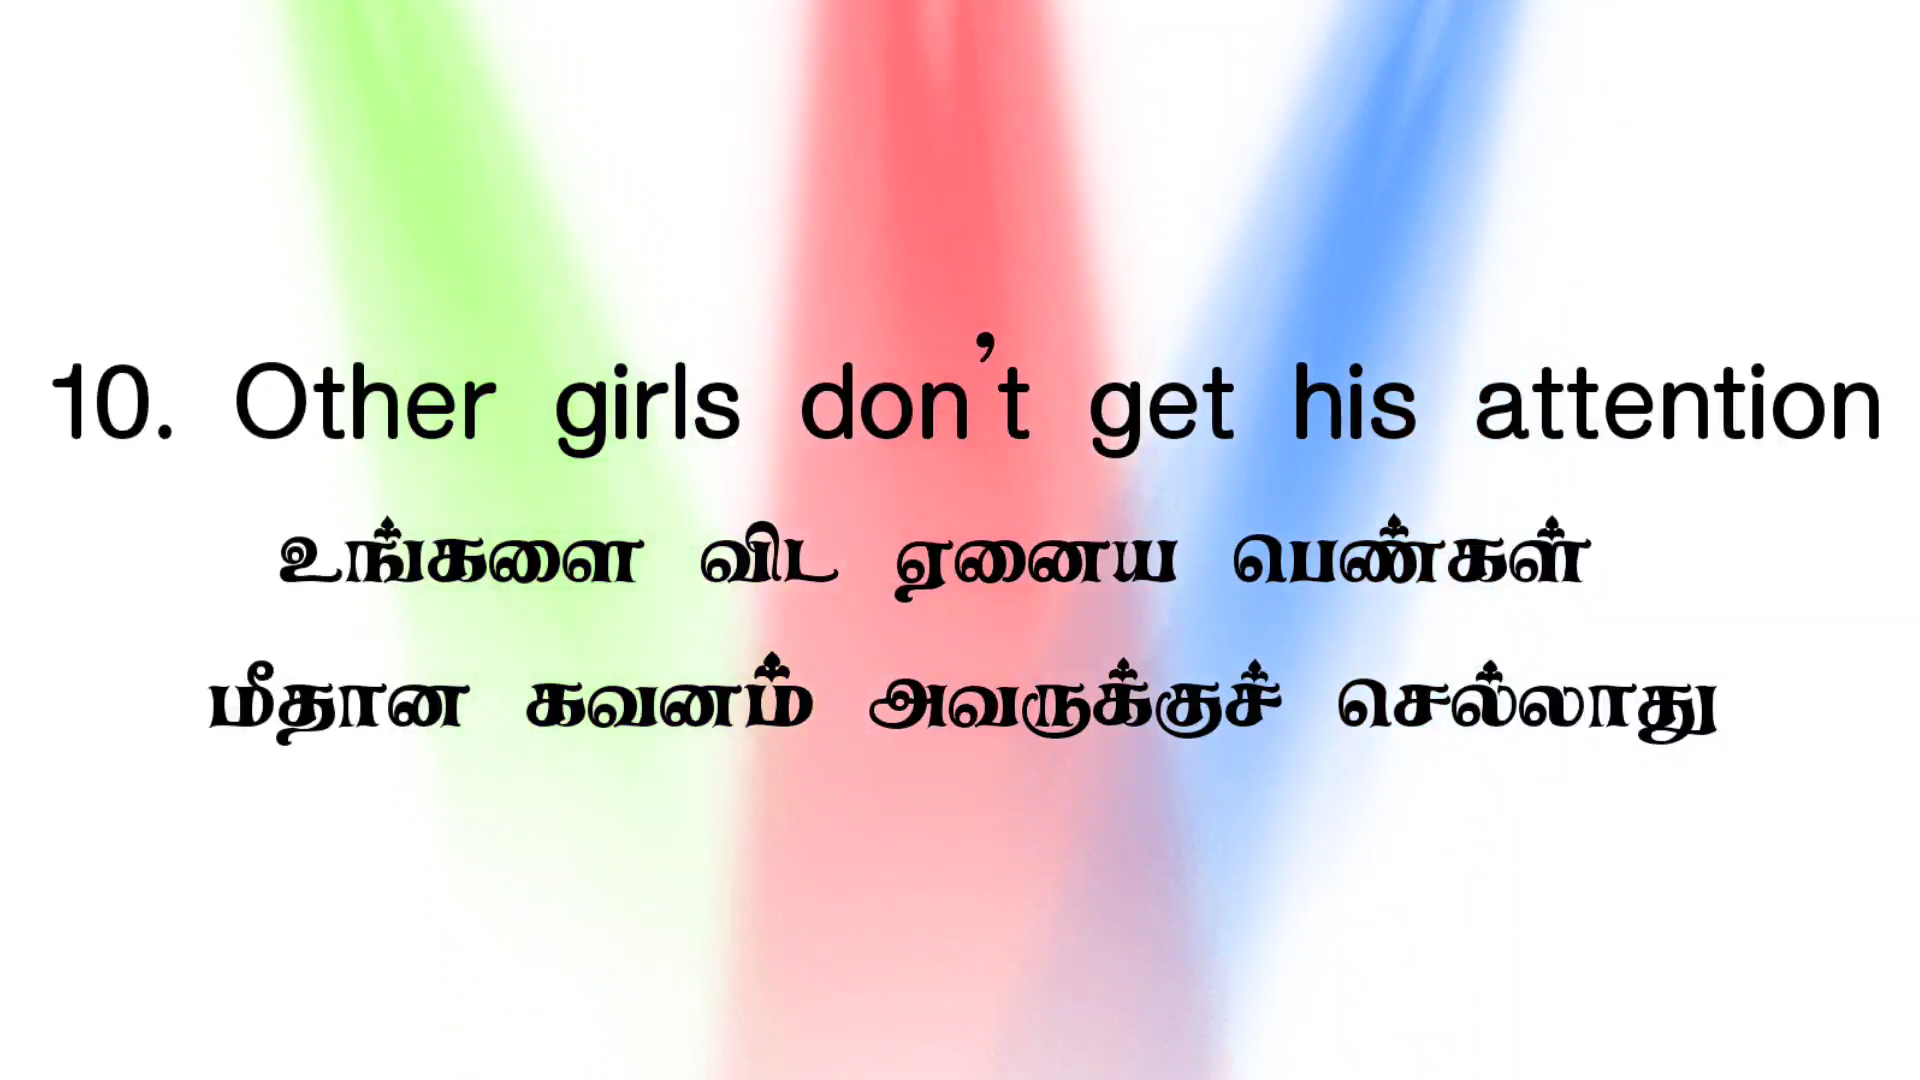 10. Other girls don't get his attention
உங்களை விட ஏனைய பெண்கள்
மீதான கவனம் அவருக்குச் செல்லாது